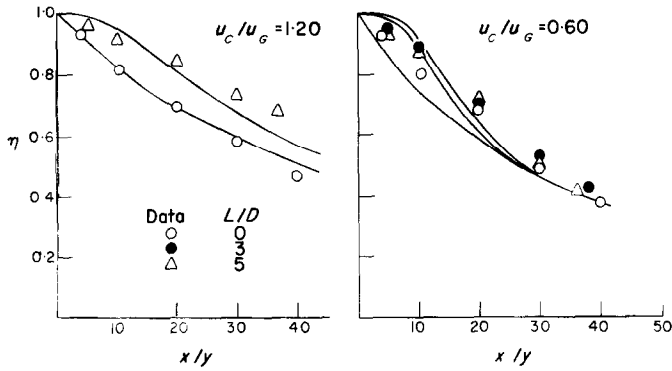 u_C/u_G = 1·20
u_C/u_G = 0·60
1·0
0·8
0·6
0·4
0·2
η
Data L/D
○ 0
● 3
△ 5
10 20 30 40
x/y
10 20 30 40 50
x/y